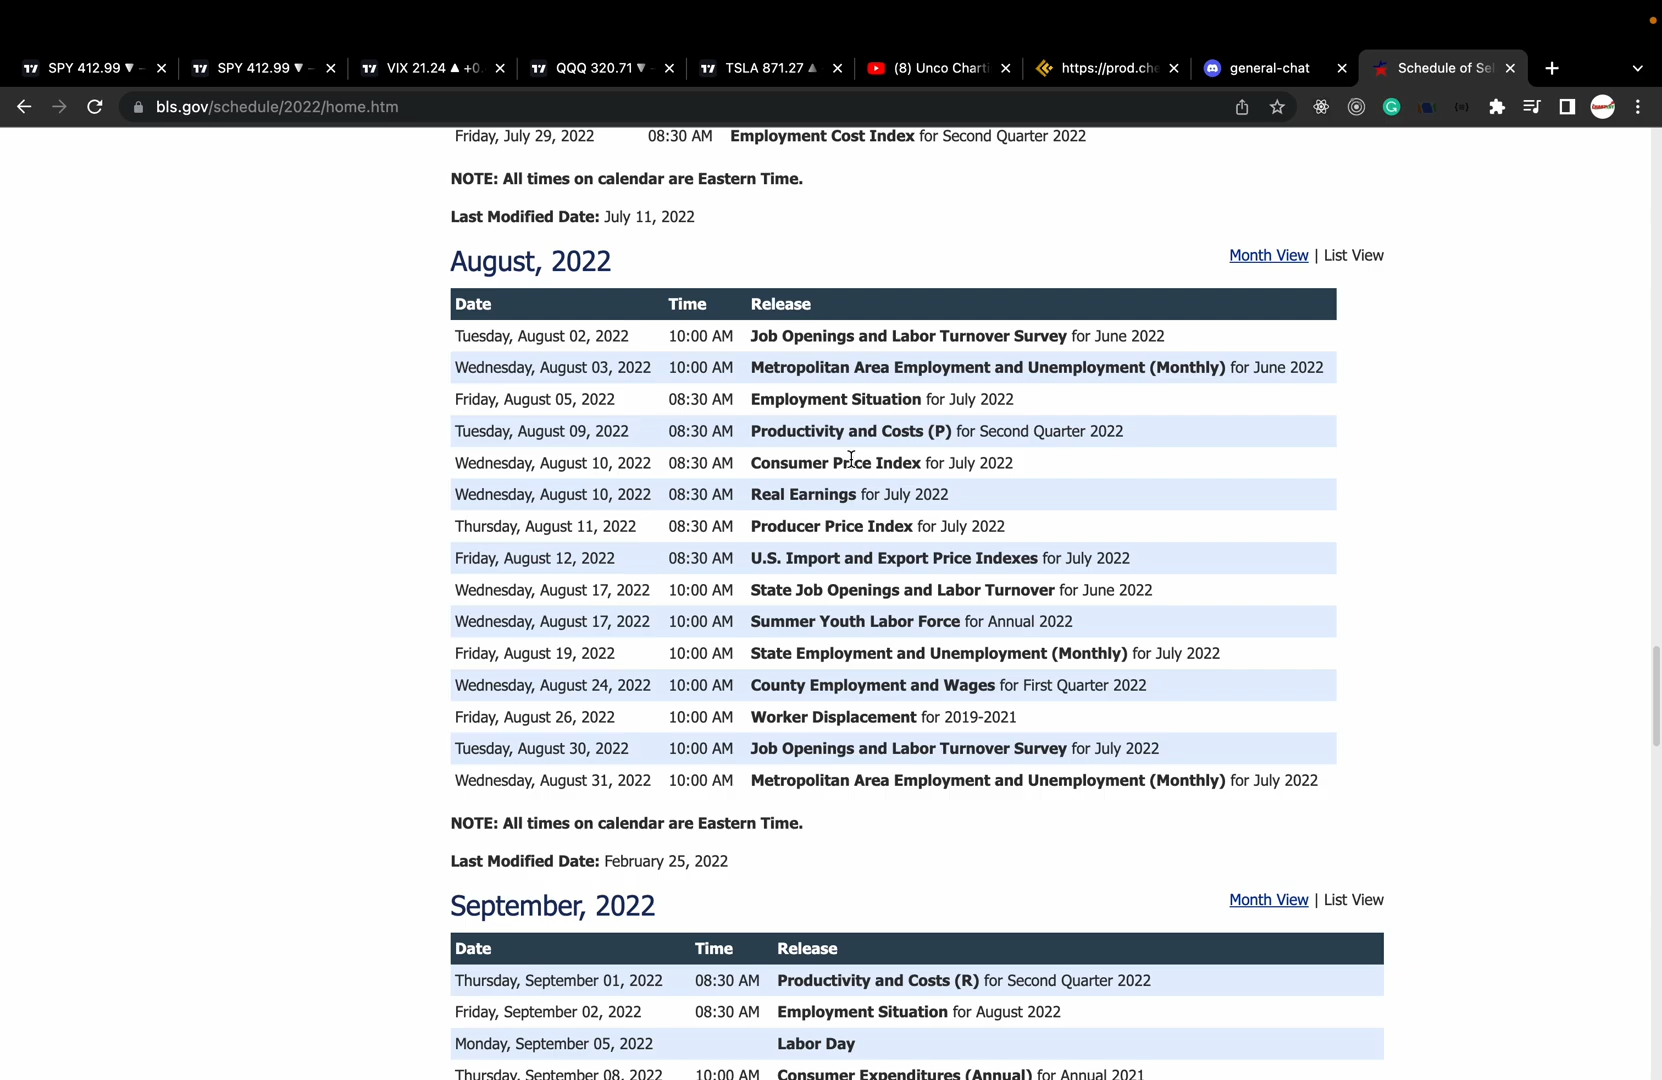 SPY 412.99 ▼ SPY 412.99 ▼ VIX 21.24 ▲ +0. QQQ 320.71 ▼ TSLA 871.27 ▲ (8) Unco Charti https://prod.che general-chat Schedule of Sel
bls.gov/schedule/2022/home.htm
Friday, July 29, 2022 08:30 AM Employment Cost Index for Second Quarter 2022
NOTE: All times on calendar are Eastern Time.
Last Modified Date: July 11, 2022
August, 2022 Month View | List View
Date Time Release
Tuesday, August 02, 2022 10:00 AM Job Openings and Labor Turnover Survey for June 2022
Wednesday, August 03, 2022 10:00 AM Metropolitan Area Employment and Unemployment (Monthly) for June 2022
Friday, August 05, 2022 08:30 AM Employment Situation for July 2022
Tuesday, August 09, 2022 08:30 AM Productivity and Costs (P) for Second Quarter 2022
Wednesday, August 10, 2022 08:30 AM Consumer Price Index for July 2022
Wednesday, August 10, 2022 08:30 AM Real Earnings for July 2022
Thursday, August 11, 2022 08:30 AM Producer Price Index for July 2022
Friday, August 12, 2022 08:30 AM U.S. Import and Export Price Indexes for July 2022
Wednesday, August 17, 2022 10:00 AM State Job Openings and Labor Turnover for June 2022
Wednesday, August 17, 2022 10:00 AM Summer Youth Labor Force for Annual 2022
Friday, August 19, 2022 10:00 AM State Employment and Unemployment (Monthly) for July 2022
Wednesday, August 24, 2022 10:00 AM County Employment and Wages for First Quarter 2022
Friday, August 26, 2022 10:00 AM Worker Displacement for 2019-2021
Tuesday, August 30, 2022 10:00 AM Job Openings and Labor Turnover Survey for July 2022
Wednesday, August 31, 2022 10:00 AM Metropolitan Area Employment and Unemployment (Monthly) for July 2022
NOTE: All times on calendar are Eastern Time.
Last Modified Date: February 25, 2022
September, 2022 Month View | List View
Date Time Release
Thursday, September 01, 2022 08:30 AM Productivity and Costs (R) for Second Quarter 2022
Friday, September 02, 2022 08:30 AM Employment Situation for August 2022
Monday, September 05, 2022 Labor Day
Thursday, September 08, 2022 10:00 AM Consumer Expenditures (Annual) for Annual 2021